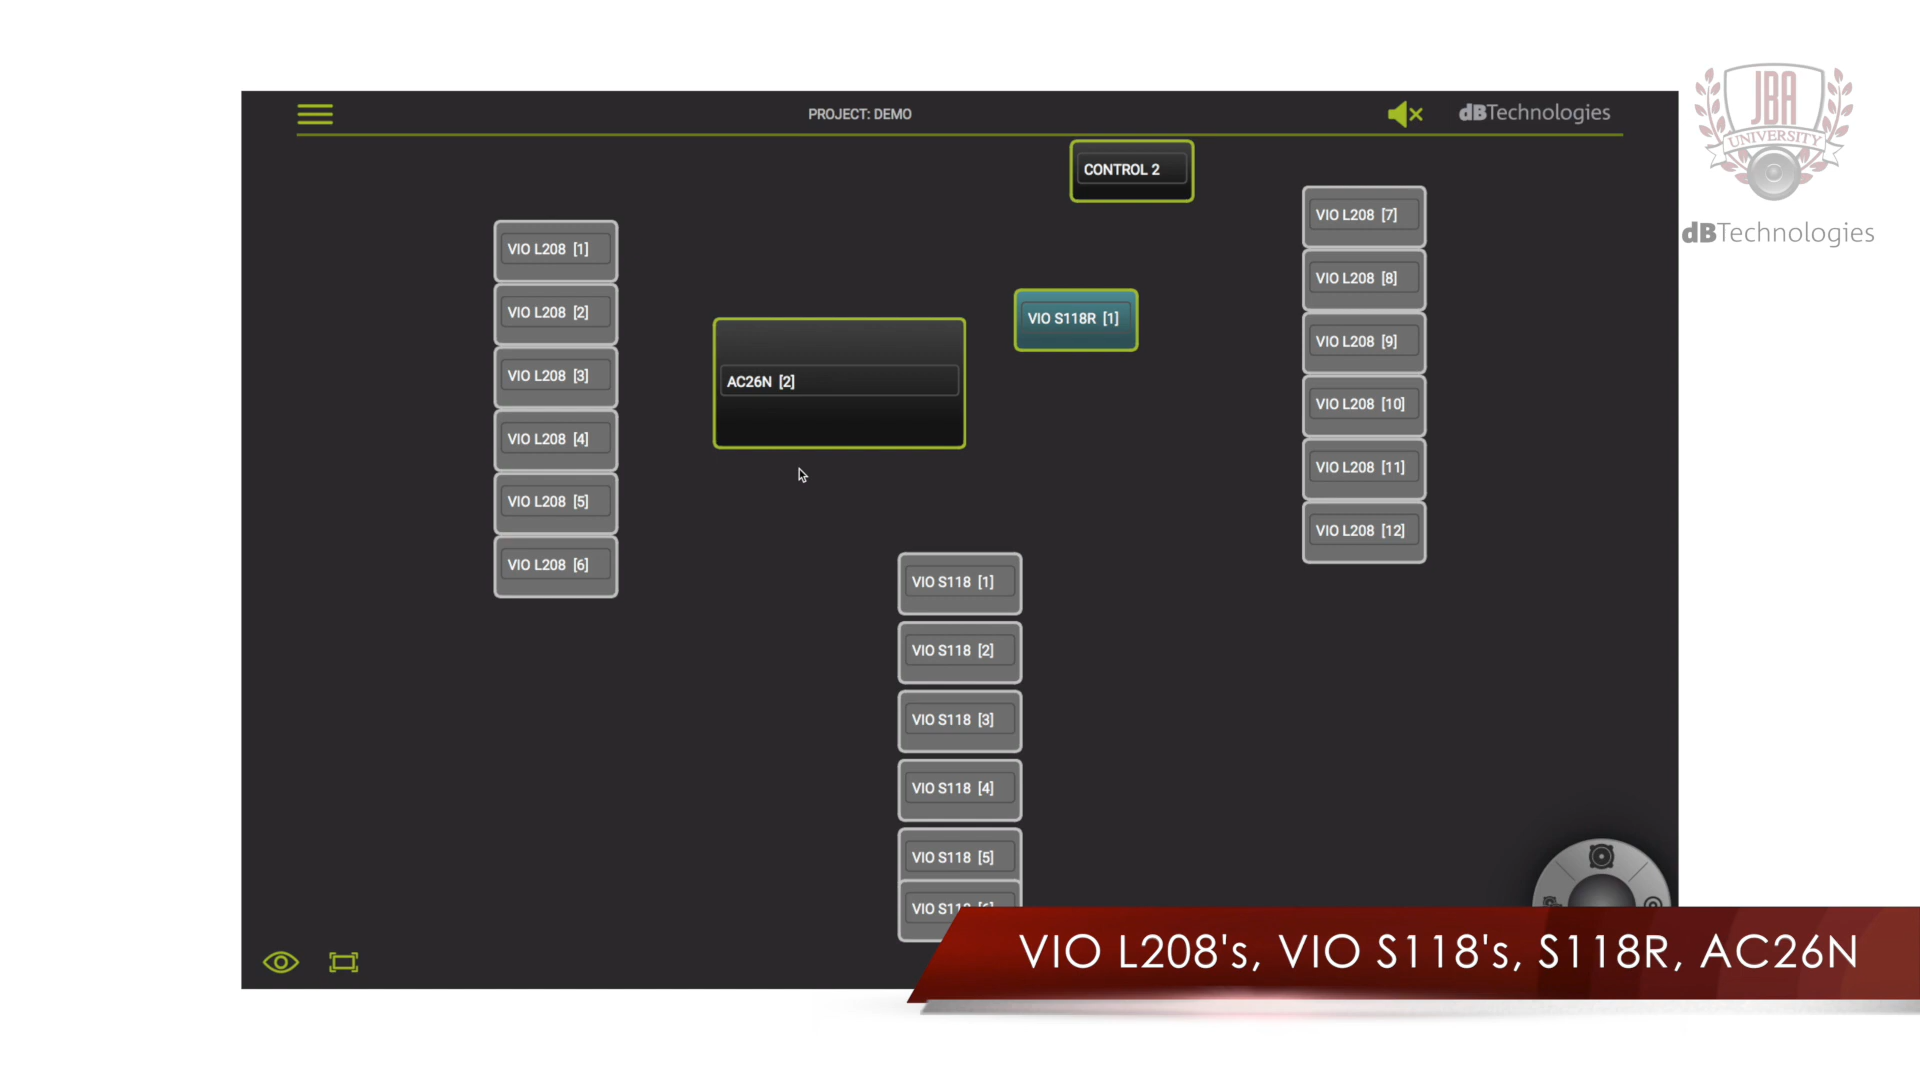 PROJECT: DEMO
dBTechnologies
JBA
UNIVERSITY
dBTechnologies
CONTROL 2
VIO L208 [1]
VIO L208 [2]
VIO L208 [3]
VIO L208 [4]
VIO L208 [5]
VIO L208 [6]
AC26N [2]
VIO S118R [1]
VIO L208 [7]
VIO L208 [8]
VIO L208 [9]
VIO L208 [10]
VIO L208 [11]
VIO L208 [12]
VIO S118 [1]
VIO S118 [2]
VIO S118 [3]
VIO S118 [4]
VIO S118 [5]
VIO
VIO L208's, VIO S118's, S118R, AC26N